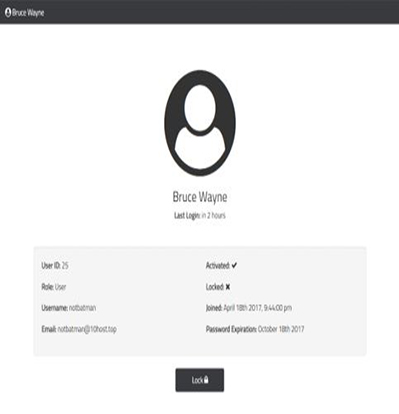 Bruce Wayne
Bruce Wayne
Last Login: in 2 hours
User ID: 25
Activated: ✔
Role: User
Locked: ✖
Username: notbatman
Joined: April 18th 2017, 9:44:00 pm
Email: notbatman@10host.top
Password Expiration: October 18th 2017
Lock